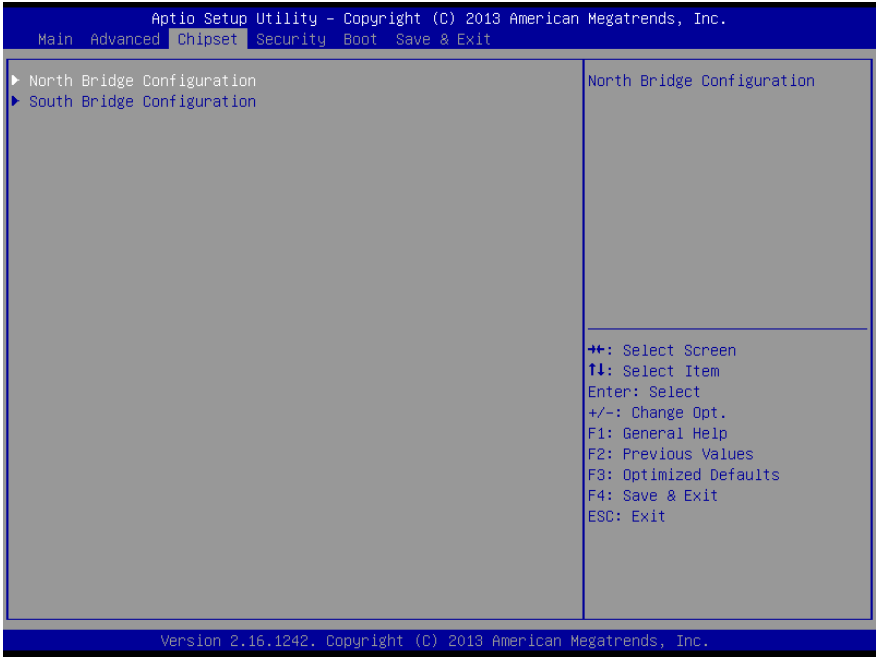 Aptio Setup Utility – Copyright (C) 2013 American Megatrends, Inc.
Main Advanced Chipset Security Boot Save & Exit
▶ North Bridge Configuration
▶ South Bridge Configuration
North Bridge Configuration
→←: Select Screen
↑↓: Select Item
Enter: Select
+/-: Change Opt.
F1: General Help
F2: Previous Values
F3: Optimized Defaults
F4: Save & Exit
ESC: Exit
Version 2.16.1242. Copyright (C) 2013 American Megatrends, Inc.